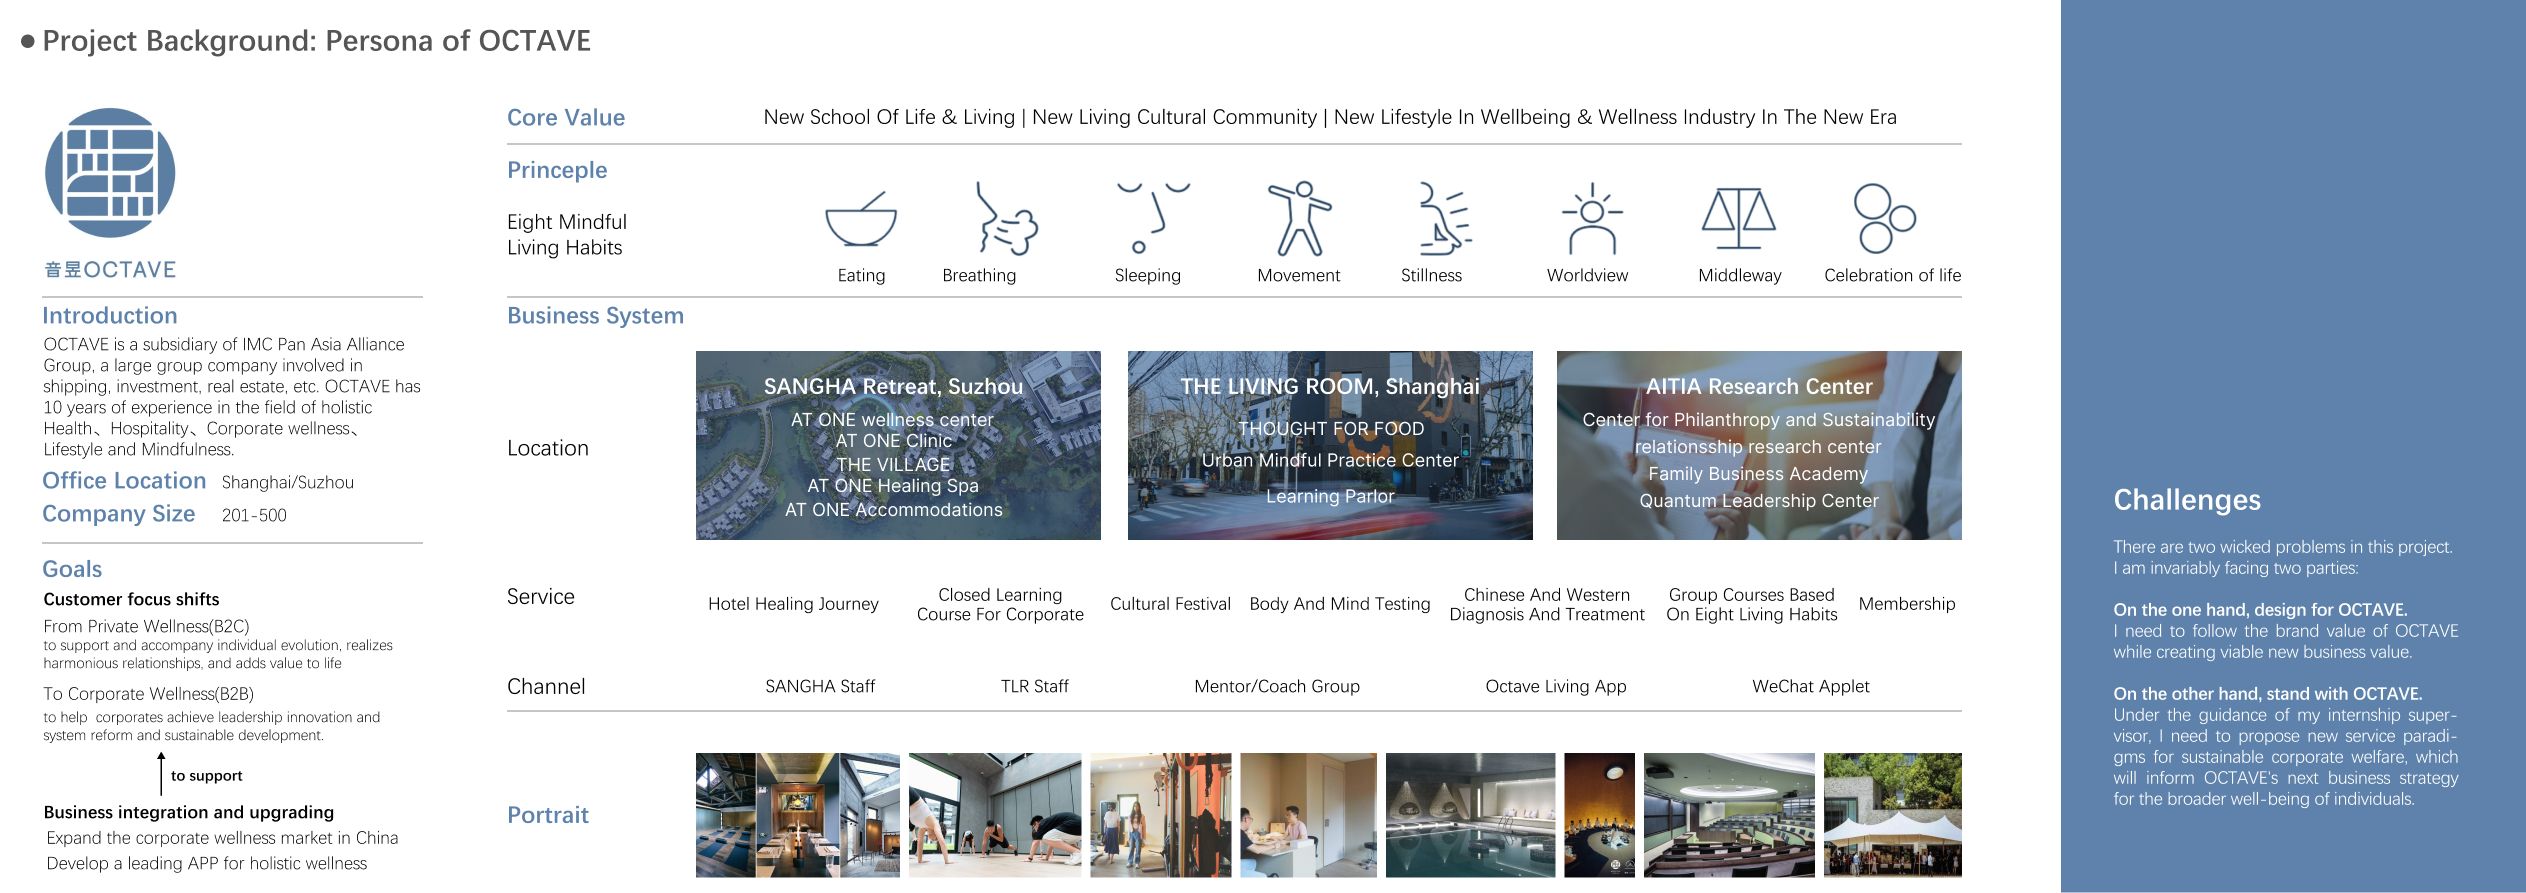 ● Project Background: Persona of OCTAVE
音昱OCTAVE
Introduction
OCTAVE is a subsidiary of IMC Pan Asia Alliance
Group, a large group company involved in
shipping, investment, real estate, etc. OCTAVE has
10 years of experience in the field of holistic
Health、Hospitality、Corporate wellness、
Lifestyle and Mindfulness.
Office Location Shanghai/Suzhou
Company Size 201-500
Goals
Customer focus shifts
From Private Wellness(B2C)
to support and accompany individual evolution, realizes
harmonious relationships, and adds value to life
To Corporate Wellness(B2B)
to help corporates achieve leadership innovation and
system reform and sustainable development.
to support
Business integration and upgrading
Expand the corporate wellness market in China
Develop a leading APP for holistic wellness
Core Value
New School Of Life & Living | New Living Cultural Community | New Lifestyle In Wellbeing & Wellness Industry In The New Era
Princeple
Eight Mindful
Living Habits
Eating
Breathing
Sleeping
Movement
Stillness
Worldview
Middleway
Celebration of life
Business System
Location
SANGHA Retreat, Suzhou
AT ONE wellness center
AT ONE Clinic
THE VILLAGE
AT ONE Healing Spa
AT ONE Accommodations
THE LIVING ROOM, Shanghai
THOUGHT FOR FOOD
Urban Mindful Practice Center
Learning Parlor
AITIA Research Center
Center for Philanthropy and Sustainability
relationsship research center
Family Business Academy
Quantum Leadership Center
Service
Hotel Healing Journey
Closed Learning
Course For Corporate
Cultural Festival
Body And Mind Testing
Chinese And Western
Diagnosis And Treatment
Group Courses Based
On Eight Living Habits
Membership
Channel
SANGHA Staff
TLR Staff
Mentor/Coach Group
Octave Living App
WeChat Applet
Portrait
Challenges
There are two wicked problems in this project.
I am invariably facing two parties:
On the one hand, design for OCTAVE.
I need to follow the brand value of OCTAVE
while creating viable new business value.
On the other hand, stand with OCTAVE.
Under the guidance of my internship super-
visor, I need to propose new service paradi-
gms for sustainable corporate welfare, which
will inform OCTAVE's next business strategy
for the broader well-being of individuals.